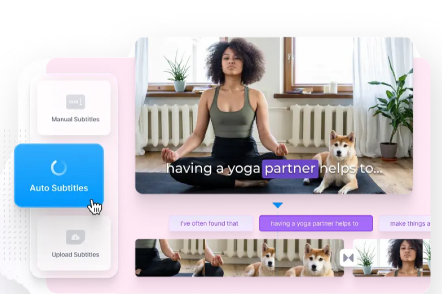 Manual Subtitles
Auto Subtitles
Upload Subtitles
having a yoga partner helps to...
I've often found that
having a yoga partner helps to
make things a